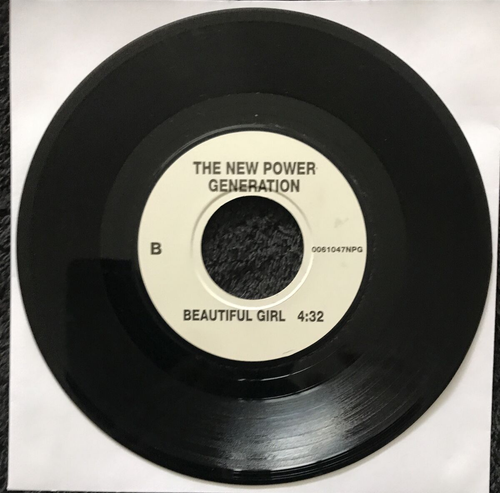 THE NEW POWER
GENERATION
B
0061047NPG
BEAUTIFUL GIRL 4:32